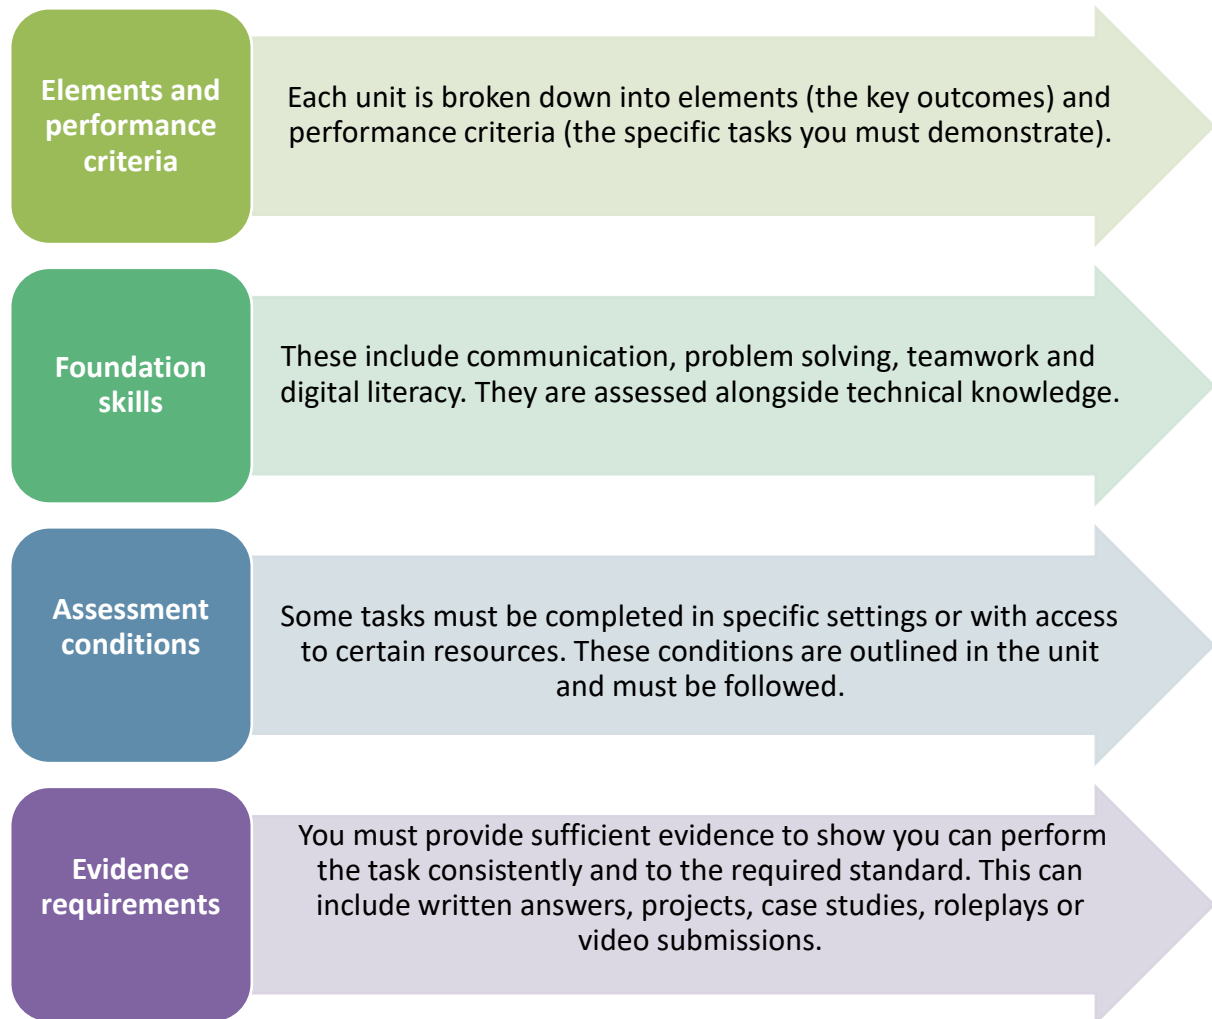 Elements and
performance
criteria
Each unit is broken down into elements (the key outcomes) and
performance criteria (the specific tasks you must demonstrate).
Foundation
skills
These include communication, problem solving, teamwork and
digital literacy. They are assessed alongside technical knowledge.
Assessment
conditions
Some tasks must be completed in specific settings or with access
to certain resources. These conditions are outlined in the unit
and must be followed.
Evidence
requirements
You must provide sufficient evidence to show you can perform
the task consistently and to the required standard. This can
include written answers, projects, case studies, roleplays or
video submissions.